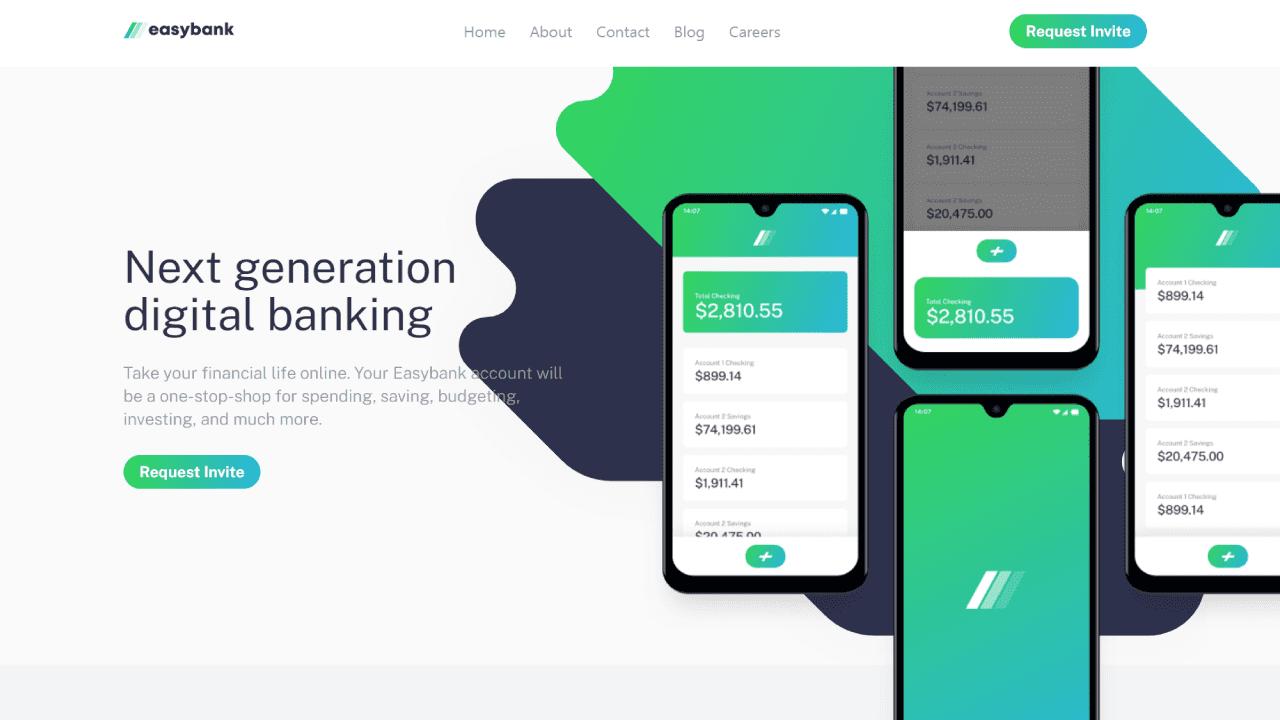 easybank
Home
About
Contact
Blog
Careers
Request Invite
Next generation
digital banking
Take your financial life online. Your Easybank account will
be a one-stop-shop for spending, saving, budgeting,
investing, and much more.
Request Invite
14:07
Total Checking
$2,810.55
Account 1 Checking
$899.14
Account 2 Savings
$74,199.61
Account 2 Checking
$1,911.41
Account 2 Savings
$20,475.00
Account 2 Savings
$74,199.61
Account 2 Checking
$1,911.41
Account 2 Savings
$20,475.00
Total Checking
$2,810.55
14:07
14:07
Account 1 Checking
$899.14
Account 2 Savings
$74,199.61
Account 2 Checking
$1,911.41
Account 2 Savings
$20,475.00
Account 1 Checking
$899.14